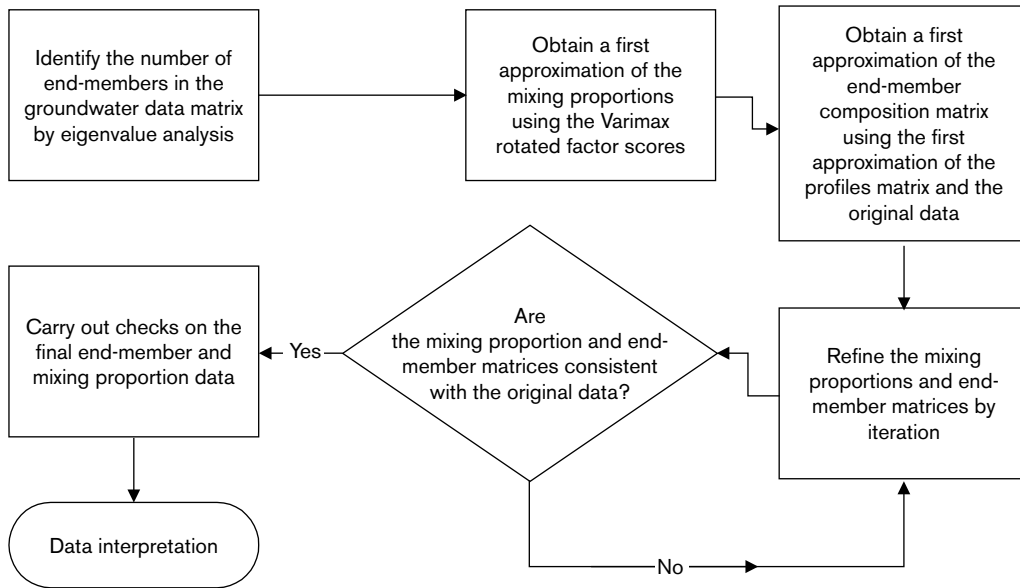 Identify the number of
end-members in the
groundwater data matrix
by eigenvalue analysis
Obtain a first
approximation of the
mixing proportions
using the Varimax
rotated factor scores
Obtain a first
approximation of the
end-member
composition matrix
using the first
approximation of the
profiles matrix and the
original data
Refine the mixing
proportions and end-
member matrices by
iteration
Are
the mixing proportion and end-
member matrices consistent
with the original data?
Yes
No
Carry out checks on the
final end-member and
mixing proportion data
Data interpretation